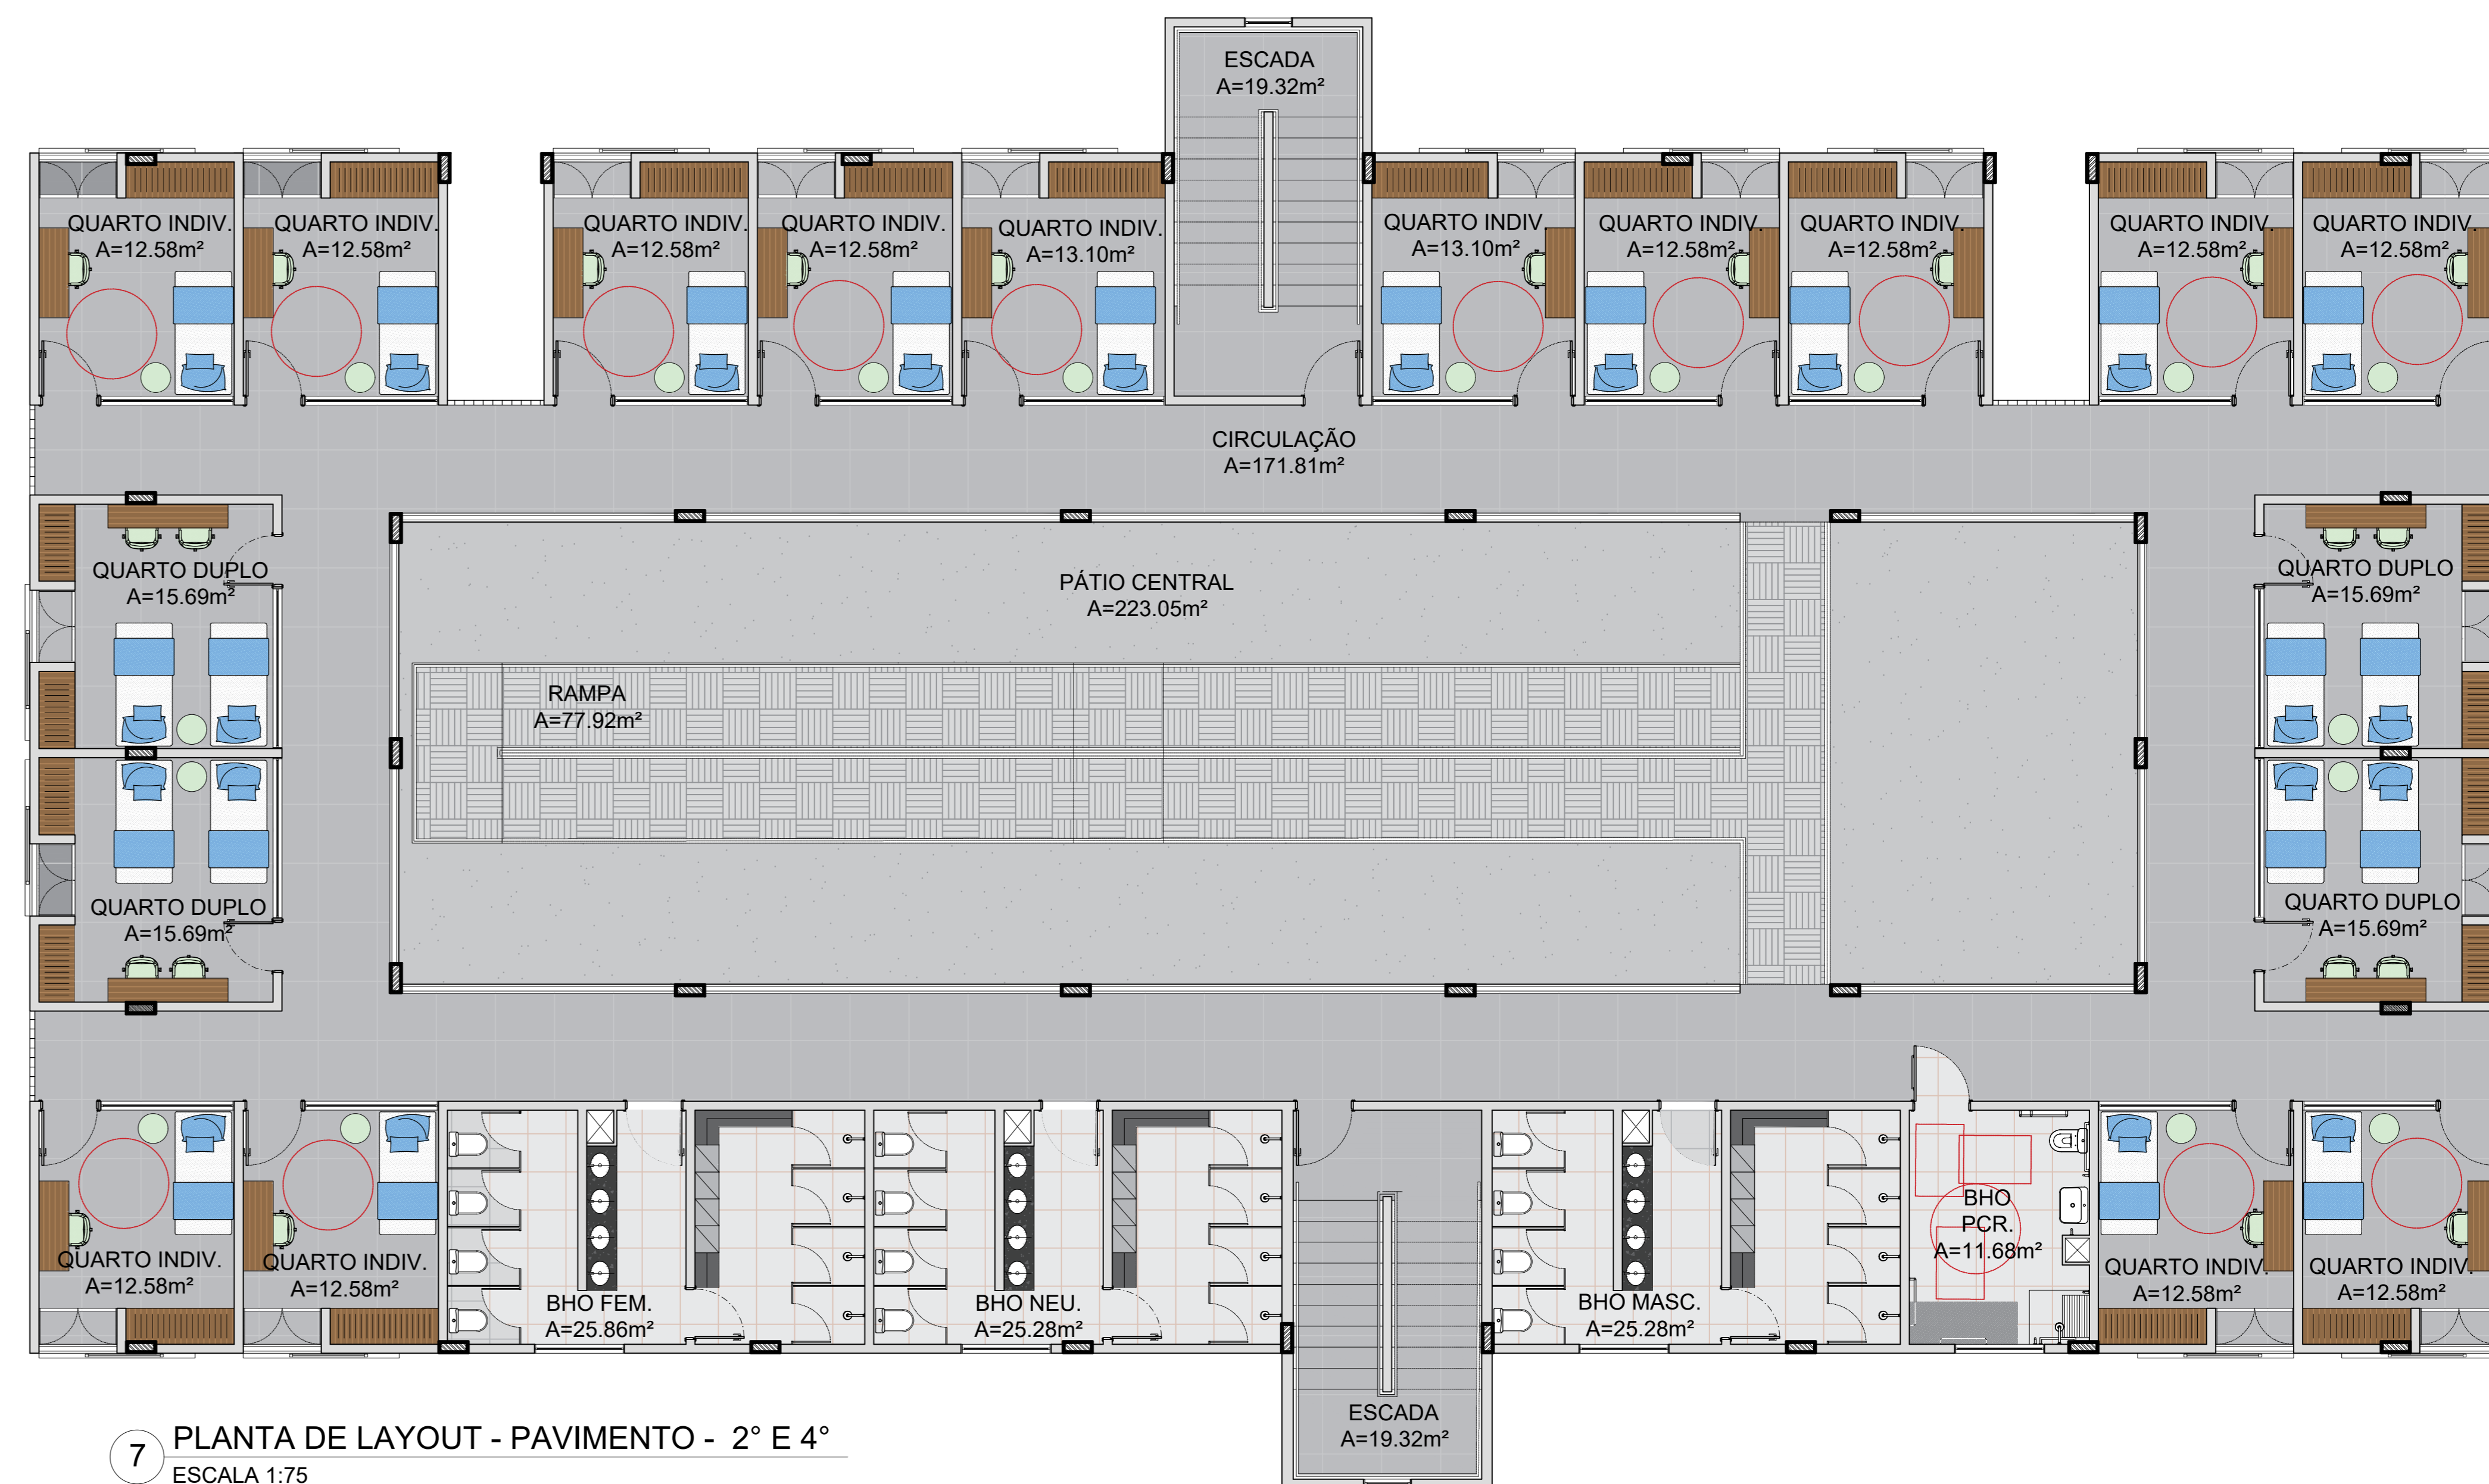 ESCADA
A=19.32m²
QUARTO INDIV.
A=12.58m²
QUARTO INDIV.
A=12.58m²
QUARTO INDIV.
A=12.58m²
QUARTO INDIV.
A=12.58m²
QUARTO INDIV.
A=13.10m²
QUARTO INDIV.
A=13.10m²
QUARTO INDIV.
A=12.58m²
QUARTO INDIV.
A=12.58m²
QUARTO INDIV.
A=12.58m²
QUARTO INDIV.
A=12.58m²
CIRCULAÇÃO
A=171.81m²
QUARTO DUPLO
A=15.69m²
PÁTIO CENTRAL
A=223.05m²
QUARTO DUPLO
A=15.69m²
RAMPA
A=77.92m²
QUARTO DUPLO
A=15.69m²
QUARTO DUPLO
A=15.69m²
QUARTO INDIV.
A=12.58m²
QUARTO INDIV.
A=12.58m²
BHO FEM.
A=25.86m²
BHO NEU.
A=25.28m²
BHO MASC.
A=25.28m²
BHO
PCR.
A=11.68m²
QUARTO INDIV.
A=12.58m²
QUARTO INDIV.
A=12.58m²
ESCADA
A=19.32m²
7
PLANTA DE LAYOUT - PAVIMENTO - 2° E 4°
ESCALA 1:75